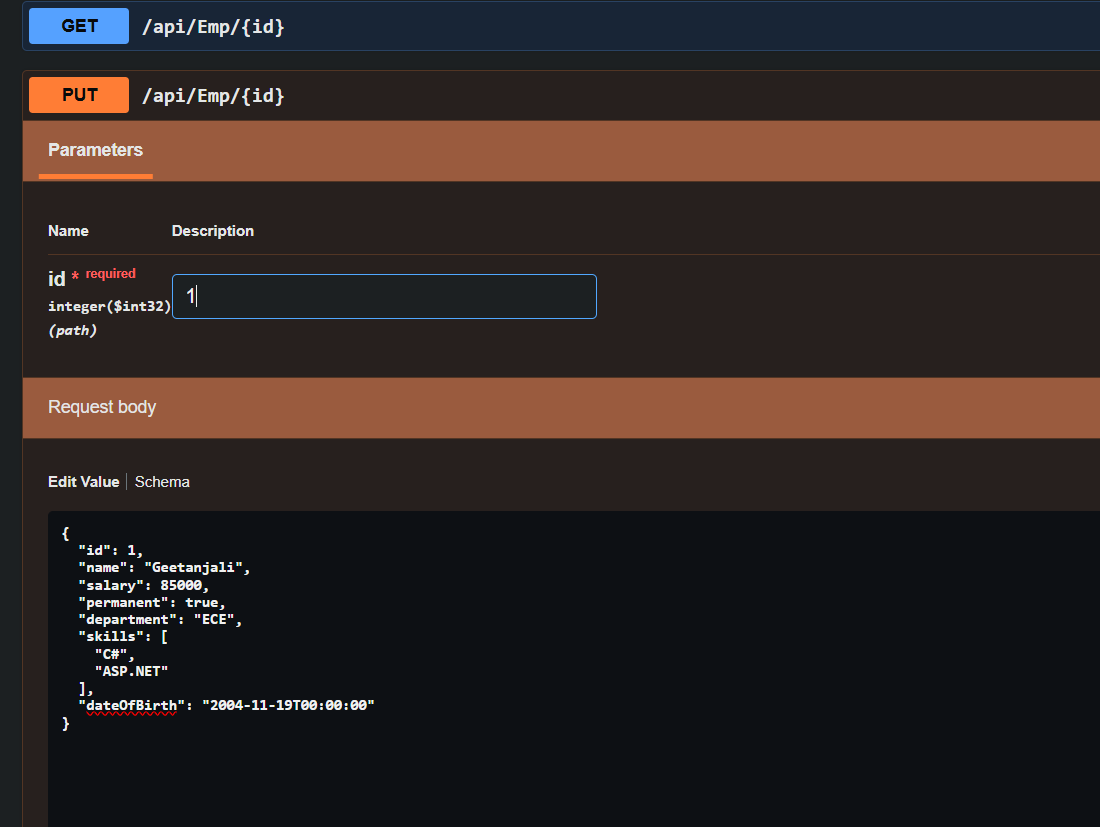 GET /api/Emp/{id}
PUT /api/Emp/{id}
Parameters
Name Description
id * required
integer($int32)
(path)
1
Request body
Edit Value | Schema
{
  "id": 1,
  "name": "Geetanjali",
  "salary": 85000,
  "permanent": true,
  "department": "ECE",
  "skills": [
    "C#",
    "ASP.NET"
  ],
  "dateOfBirth": "2004-11-19T00:00:00"
}